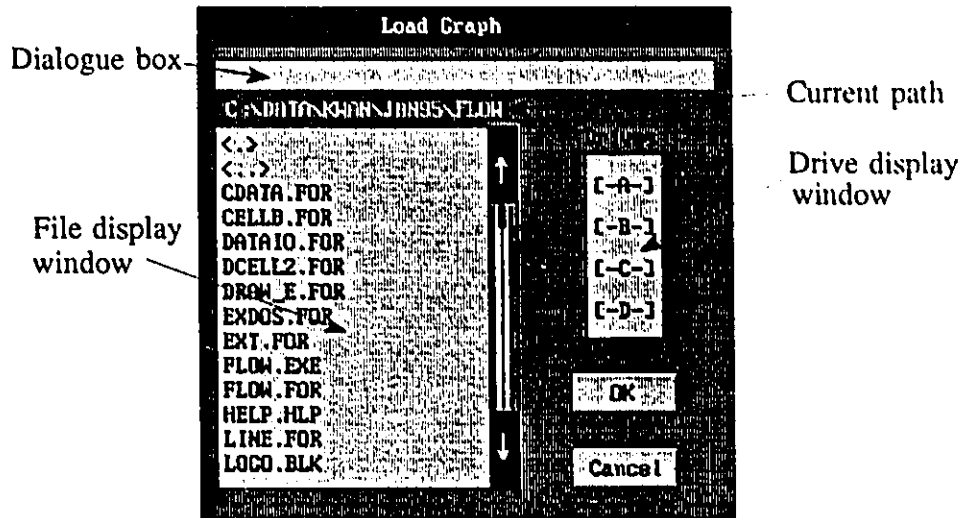 Load Graph
Dialogue box
C:\DATA\KWAN\JAN95\FLOW
Current path
<.>
<..>
CDATA.FOR
CELLB.FOR
DATAIO.FOR
DCELL2.FOR
DRAW_E.FOR
EXDOS.FOR
EXT.FOR
FLOW.EXE
FLOW.FOR
HELP.HLP
LINE.FOR
LOGO.BLK
File display
window
[-A-]
[-B-]
[-C-]
[-D-]
Drive display
window
OK
Cancel